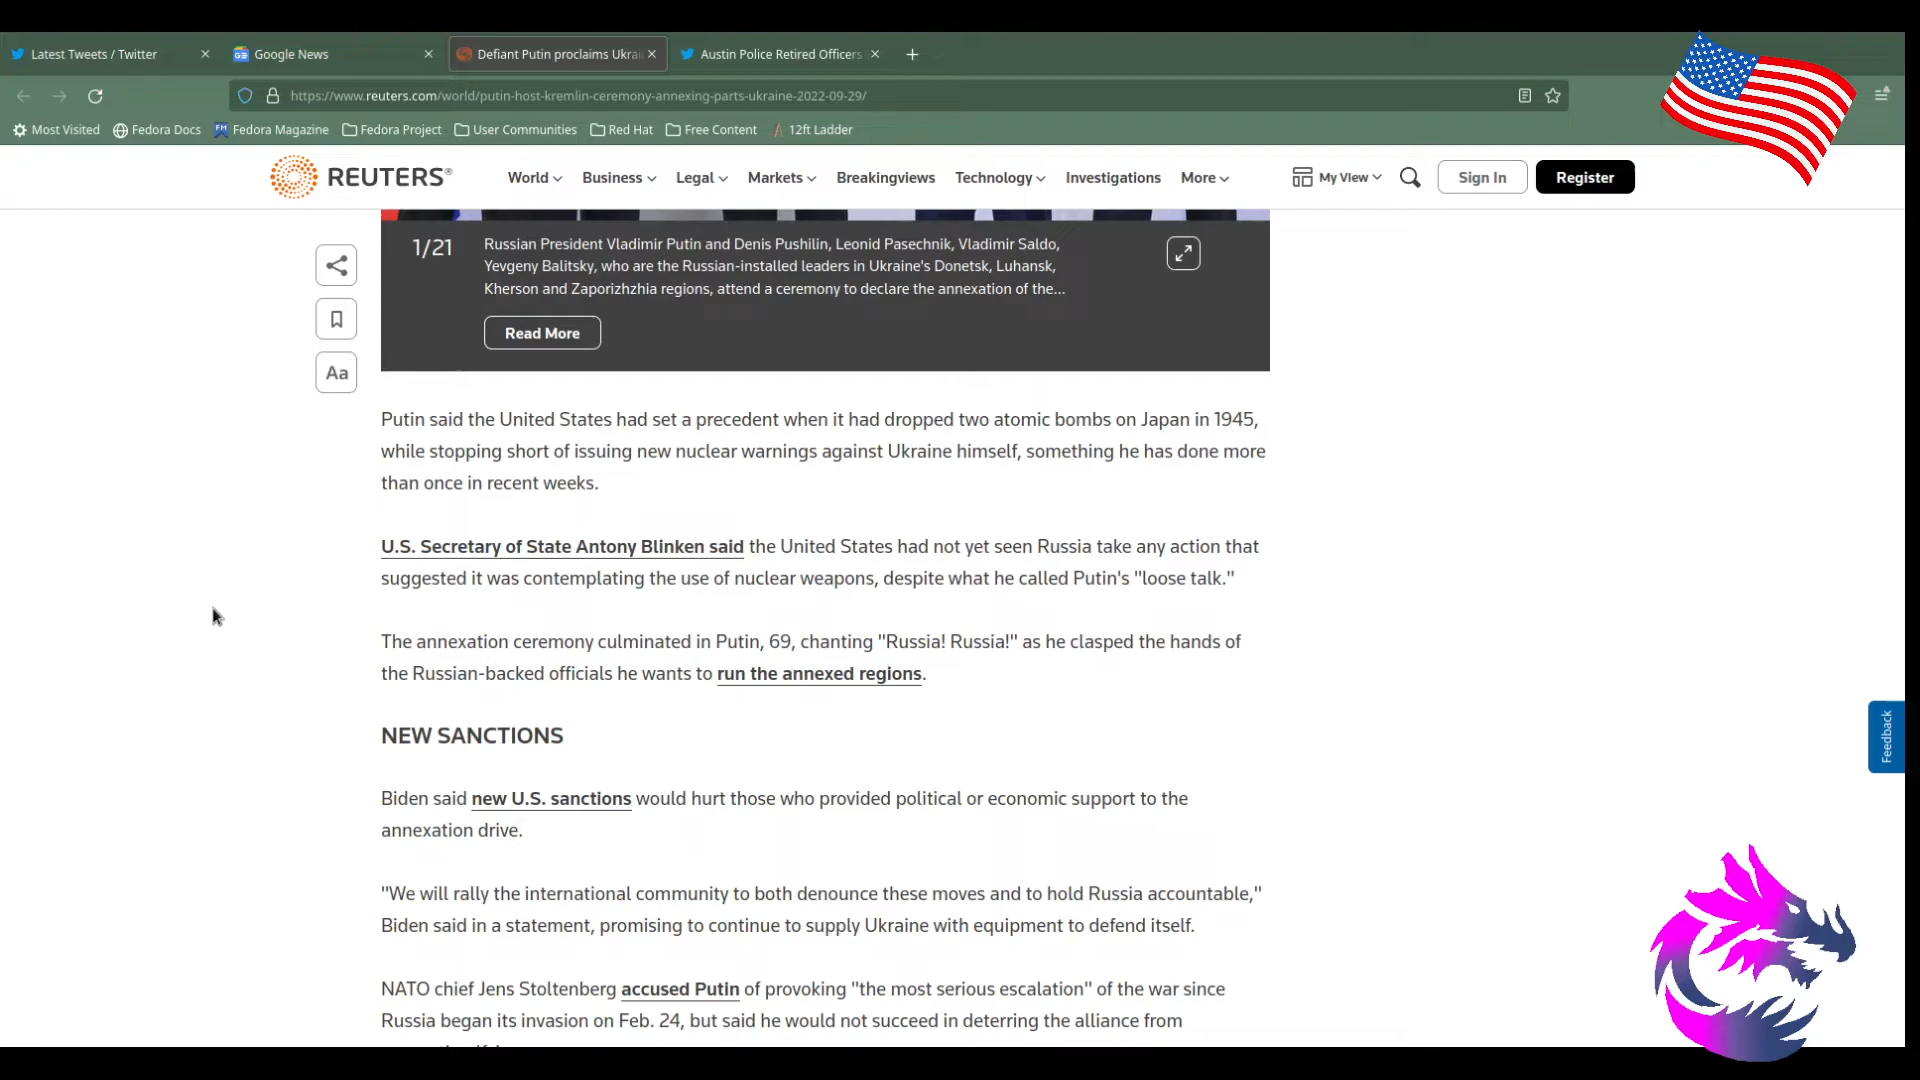 Latest Tweets / Twitter
Google News
Defiant Putin proclaims Ukrai
Austin Police Retired Officers
https://www.reuters.com/world/putin-host-kremlin-ceremony-annexing-parts-ukraine-2022-09-29/
Most Visited
Fedora Docs
Fedora Magazine
Fedora Project
User Communities
Red Hat
Free Content
12ft Ladder
REUTERS®
World
Business
Legal
Markets
Breakingviews
Technology
Investigations
More
My View
Sign In
Register
1/21
Russian President Vladimir Putin and Denis Pushilin, Leonid Pasechnik, Vladimir Saldo,
Yevgeny Balitsky, who are the Russian-installed leaders in Ukraine's Donetsk, Luhansk,
Kherson and Zaporizhzhia regions, attend a ceremony to declare the annexation of the...
Read More
Aa
Putin said the United States had set a precedent when it had dropped two atomic bombs on Japan in 1945,
while stopping short of issuing new nuclear warnings against Ukraine himself, something he has done more
than once in recent weeks.
U.S. Secretary of State Antony Blinken said the United States had not yet seen Russia take any action that
suggested it was contemplating the use of nuclear weapons, despite what he called Putin's "loose talk."
The annexation ceremony culminated in Putin, 69, chanting "Russia! Russia!" as he clasped the hands of
the Russian-backed officials he wants to run the annexed regions.
NEW SANCTIONS
Biden said new U.S. sanctions would hurt those who provided political or economic support to the
annexation drive.
"We will rally the international community to both denounce these moves and to hold Russia accountable,"
Biden said in a statement, promising to continue to supply Ukraine with equipment to defend itself.
NATO chief Jens Stoltenberg accused Putin of provoking "the most serious escalation" of the war since
Russia began its invasion on Feb. 24, but said he would not succeed in deterring the alliance from
Feedback